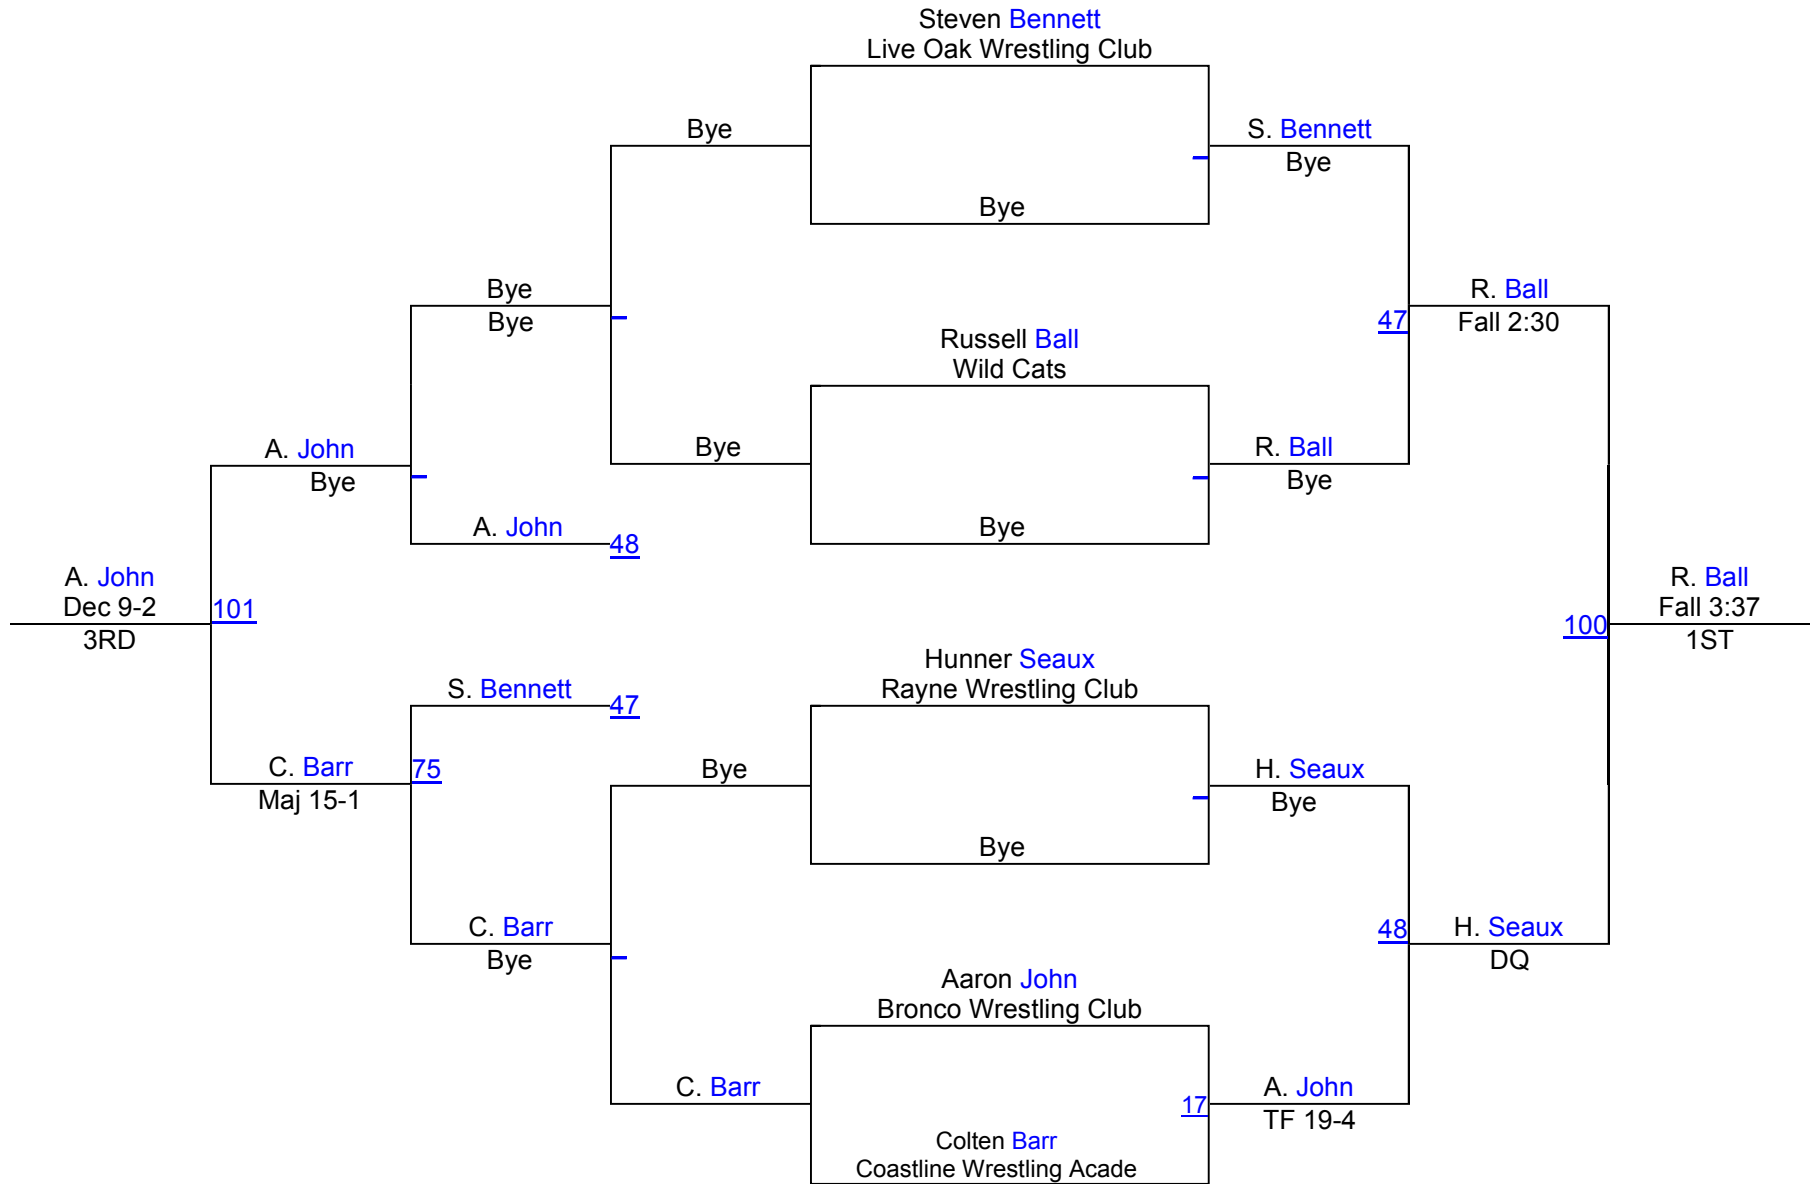 Steven Bennett
Live Oak Wrestling Club
Bye
S. Bennett
Bye
Bye
Bye
Bye
R. Ball
47
Fall 2:30
Russell Ball
Wild Cats
A. John
Bye
Bye
R. Ball
Bye
A. John
48
Bye
A. John
Dec 9-2
101
3RD
R. Ball
Fall 3:37
100
1ST
Hunner Seaux
Rayne Wrestling Club
S. Bennett
47
C. Barr
75
Maj 15-1
Bye
H. Seaux
Bye
Bye
C. Barr
Bye
48
H. Seaux
DQ
Aaron John
Bronco Wrestling Club
C. Barr
17
A. John
TF 19-4
Colten Barr
Coastline Wrestling Acade